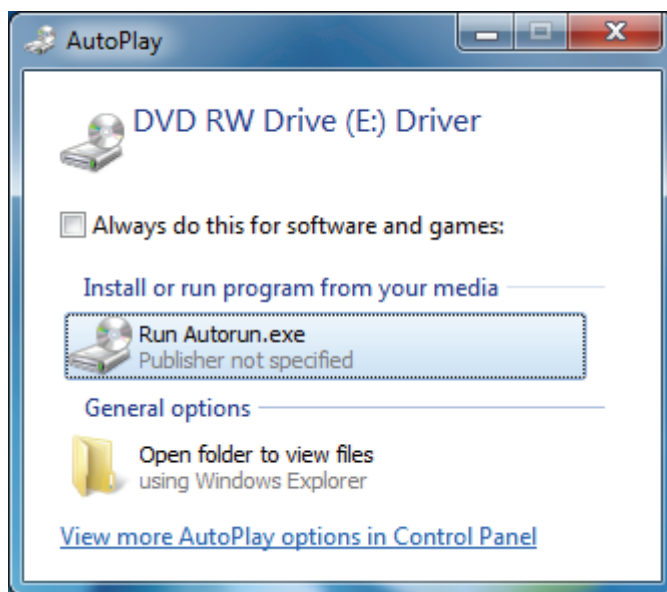 AutoPlay
DVD RW Drive (E:) Driver
Always do this for software and games:
Install or run program from your media
Run Autorun.exe
Publisher not specified
General options
Open folder to view files
using Windows Explorer
View more AutoPlay options in Control Panel